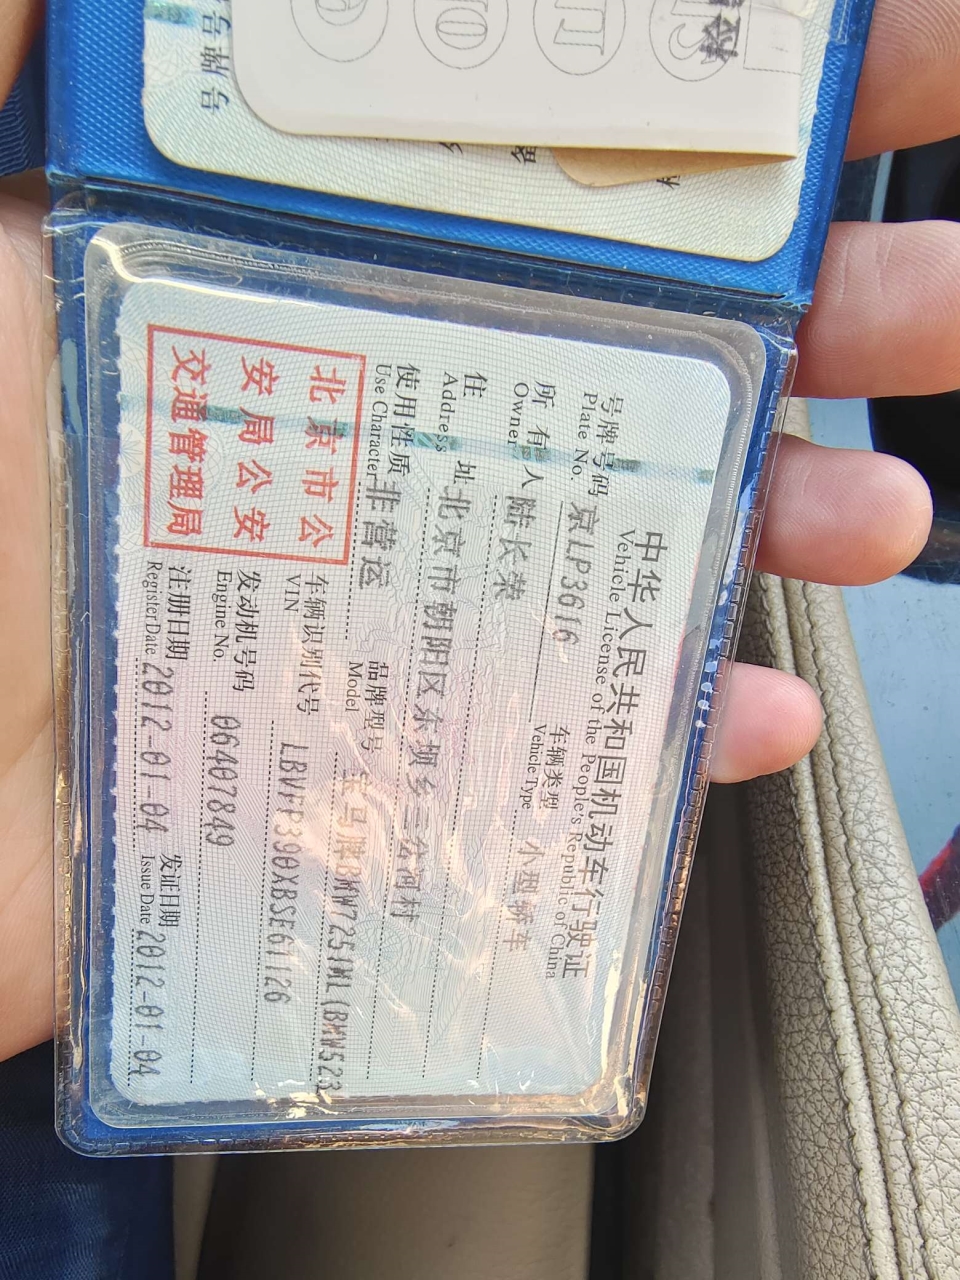 中华人民共和国机动车行驶证
Vehicle License of the People's Republic of China
号牌号码 京LP3616 车辆类型 小型轿车
Plate No. Vehicle Type
所有人 陆长荣
Owner
住址 北京市朝阳区东坝乡三岔河村
Address
使用性质 非营运 品牌型号 宝马牌BMW7251ML(BMW523
Use Character Model
北京市公
安局公安
交通管理局
车辆识别代号 LBVFP390XBSE61126
VIN
发动机号码 06407849
Engine No.
注册日期 2012-01-04 发证日期 2012-01-04
Register Date Issue Date
号牌号